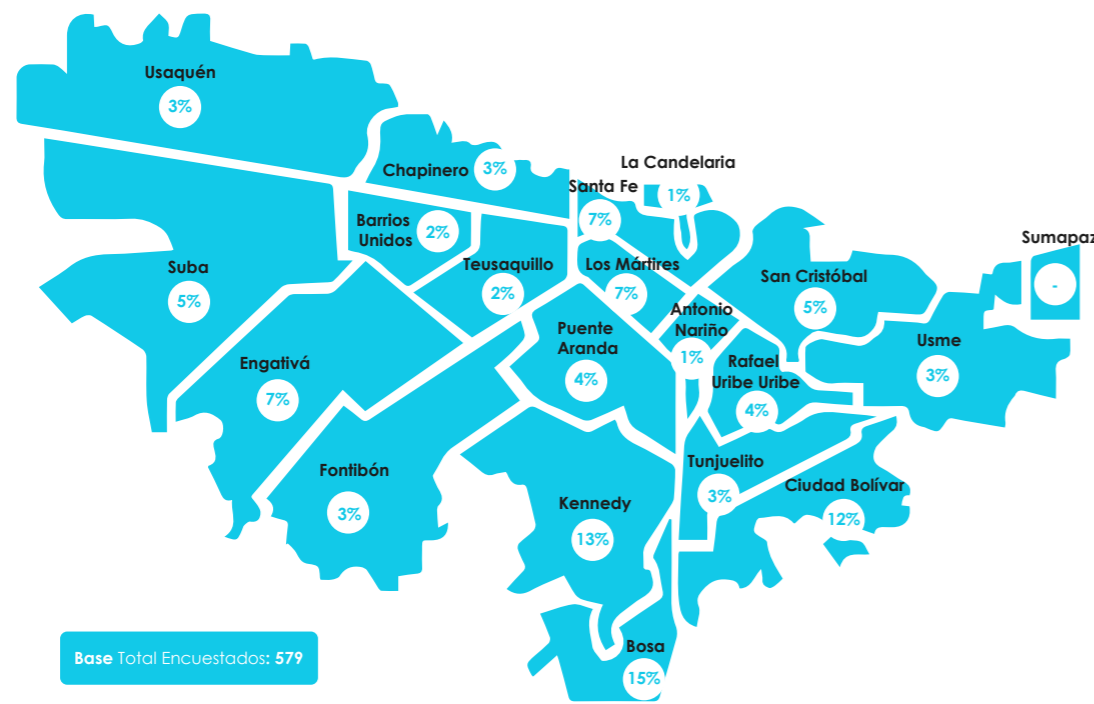 Usaquén
3%
Chapinero
3%
La Candelaria
1%
Santa Fe
7%
Barrios
Unidos
2%
Sumapaz
-
Suba
5%
Teusaquillo
2%
Los Mártires
7%
San Cristóbal
5%
Antonio
Nariño
1%
Puente
Aranda
4%
Usme
3%
Engativá
7%
Rafael
Uribe Uribe
4%
Fontibón
3%
Tunjuelito
3%
Ciudad Bolívar
12%
Kennedy
13%
Bosa
15%
Base Total Encuestados: 579